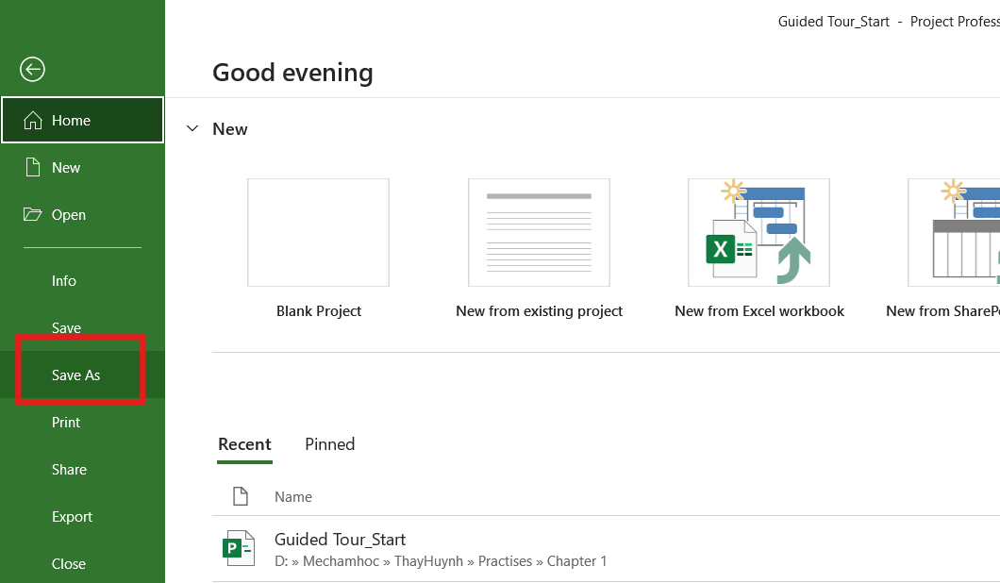 Guided Tour_Start - Project Profess
Good evening
Home
New
New
Open
Blank Project
New from existing project
New from Excel workbook
New from SharePo
Info
Save
Save As
Print
Share
Export
Close
Recent
Pinned
Name
Guided Tour_Start
D: » Mechamhoc » ThayHuynh » Practises » Chapter 1